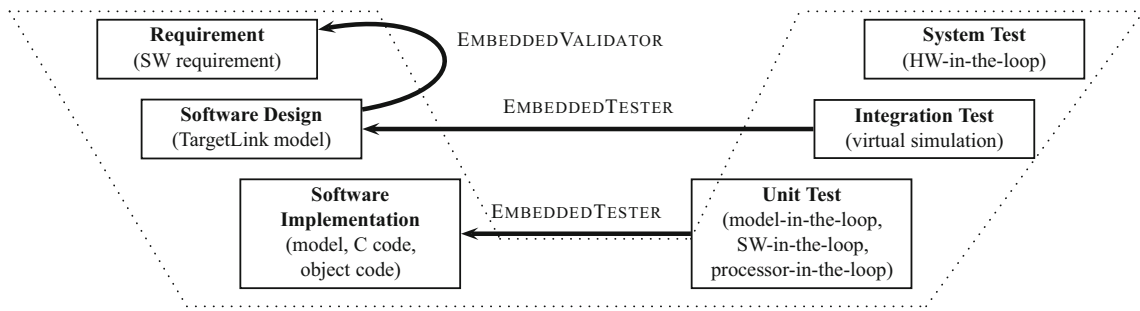 Requirement
(SW requirement)
EMBEDDEDVALIDATOR
System Test
(HW-in-the-loop)
Software Design
(TargetLink model)
EMBEDDEDTESTER
Integration Test
(virtual simulation)
Software
Implementation
(model, C code,
object code)
EMBEDDEDTESTER
Unit Test
(model-in-the-loop,
SW-in-the-loop,
processor-in-the-loop)